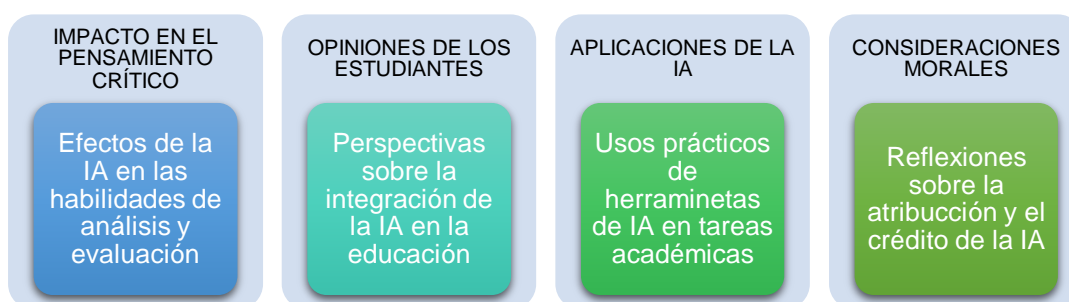 IMPACTO EN EL
PENSAMIENTO
CRÍTICO
Efectos de la
IA en las
habilidades de
análisis y
evaluación
OPINIONES DE LOS
ESTUDIANTES
Perspectivas
sobre la
integración de
la IA en la
educación
APLICACIONES DE LA
IA
Usos prácticos
de
herraminetas
de IA en tareas
académicas
CONSIDERACIONES
MORALES
Reflexiones
sobre la
atribucción y el
crédito de la IA